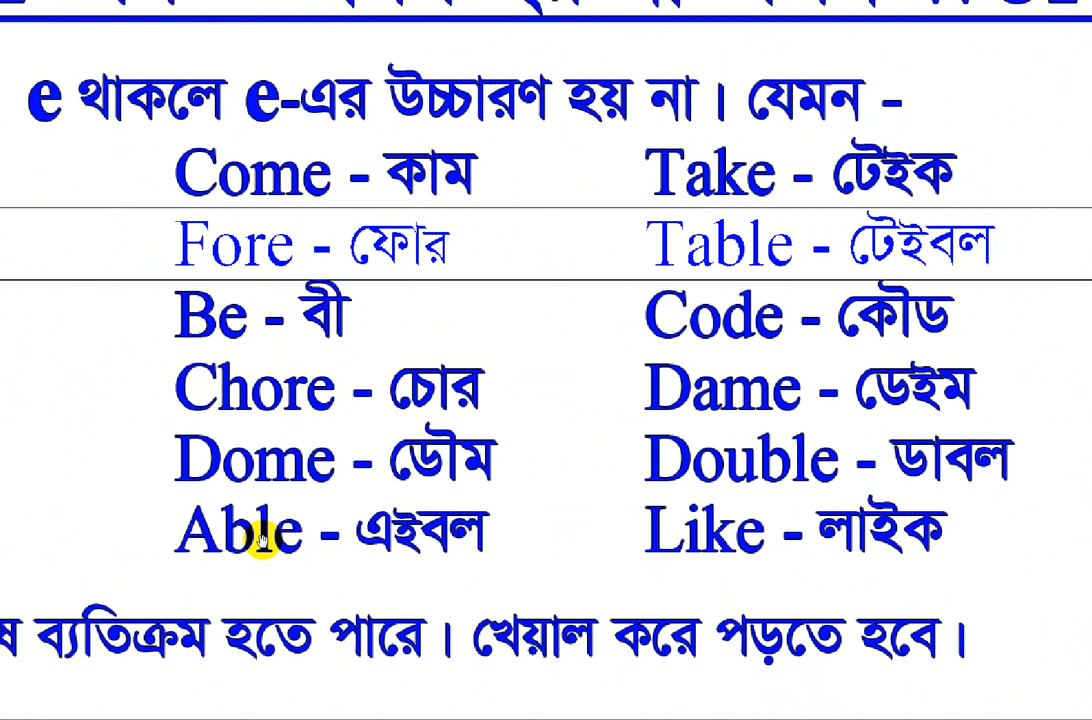 e থাকলে e-এর উচ্চারণ হয় না। যেমন -
Come - কাম Take - টেইক
Fore - ফোর Table - টেইবল
Be - বী Code - কৌড
Chore - চোর Dame - ডেইম
Dome - ডৌম Double - ডাবল
Able - এইবল Like - লাইক
ব্যতিক্রম হতে পারে। খেয়াল করে পড়তে হবে।